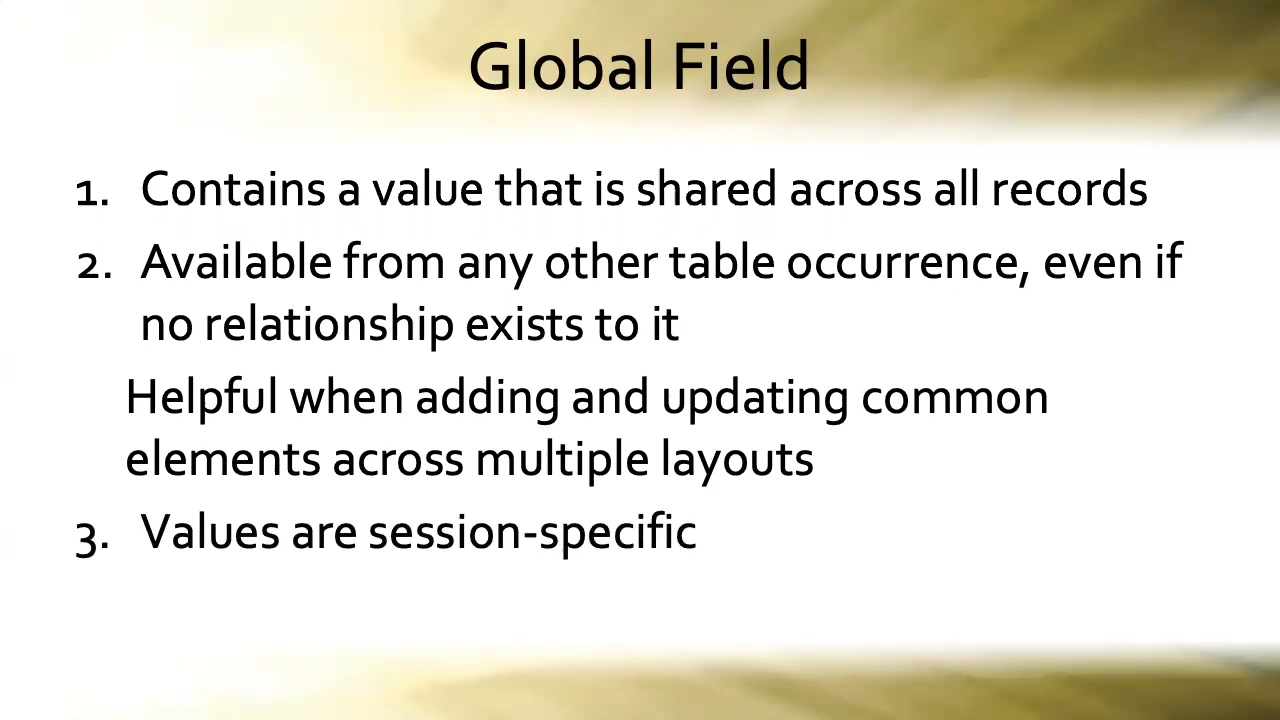 Global Field
1. Contains a value that is shared across all records
2. Available from any other table occurrence, even if
no relationship exists to it
Helpful when adding and updating common
elements across multiple layouts
3. Values are session-specific